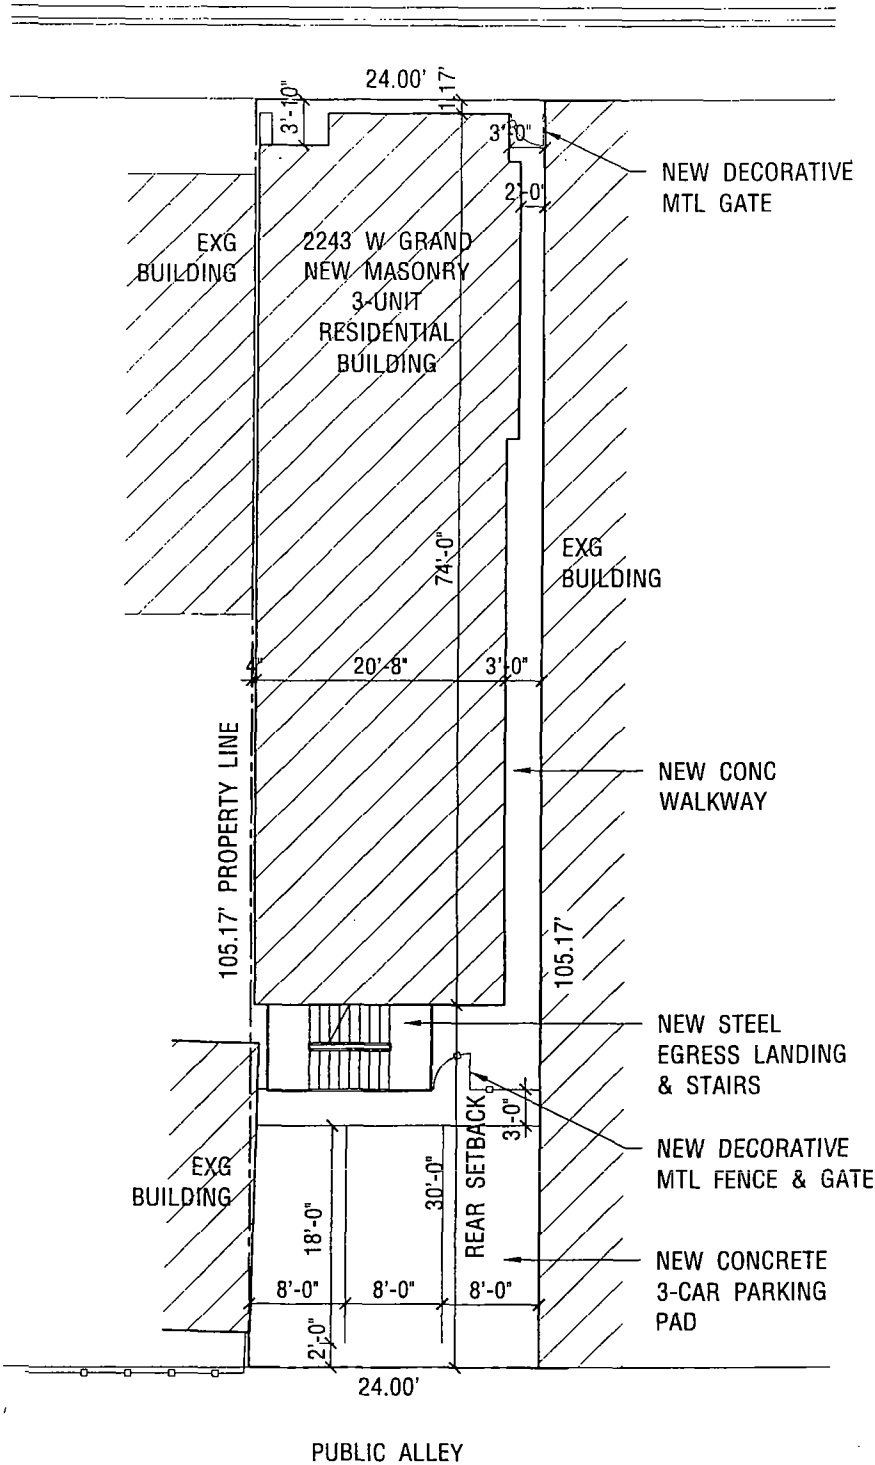 24.00'
1.17'
3'-10"
3'-0"
NEW DECORATIVE
MTL GATE
2'-0"
EXG
BUILDING
2243 W GRAND
NEW MASONRY
3-UNIT
RESIDENTIAL
BUILDING
74'-0"
EXG
BUILDING
4"
20'-8"
3'-0"
105.17' PROPERTY LINE
NEW CONC
WALKWAY
105.17'
NEW STEEL
EGRESS LANDING
& STAIRS
3'-0"
NEW DECORATIVE
MTL FENCE & GATE
EXG
BUILDING
18'-0"
30'-0"
REAR SETBACK
NEW CONCRETE
3-CAR PARKING
PAD
8'-0"
8'-0"
8'-0"
2'-0"
24.00'
PUBLIC ALLEY